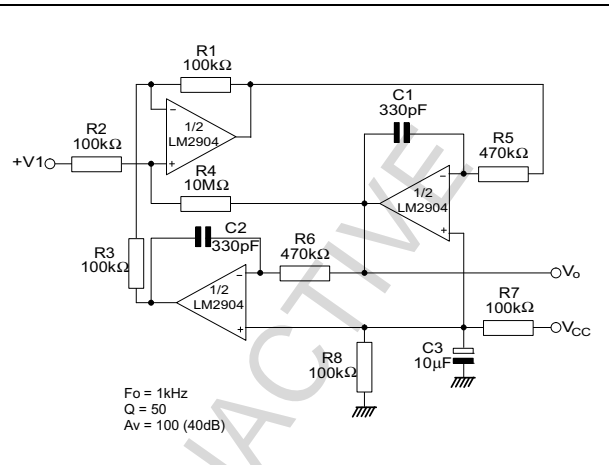 R1
100kΩ
C1
330pF
R2
100kΩ
1/2
LM2904
R5
470kΩ
+V1
R4
10MΩ
1/2
LM2904
C2
330pF
R6
470kΩ
R3
100kΩ
1/2
LM2904
Vo
R7
100kΩ
VCC
R8
100kΩ
C3
10µF
Fo = 1kHz
Q = 50
Av = 100 (40dB)
- 
+
-
+
-
+